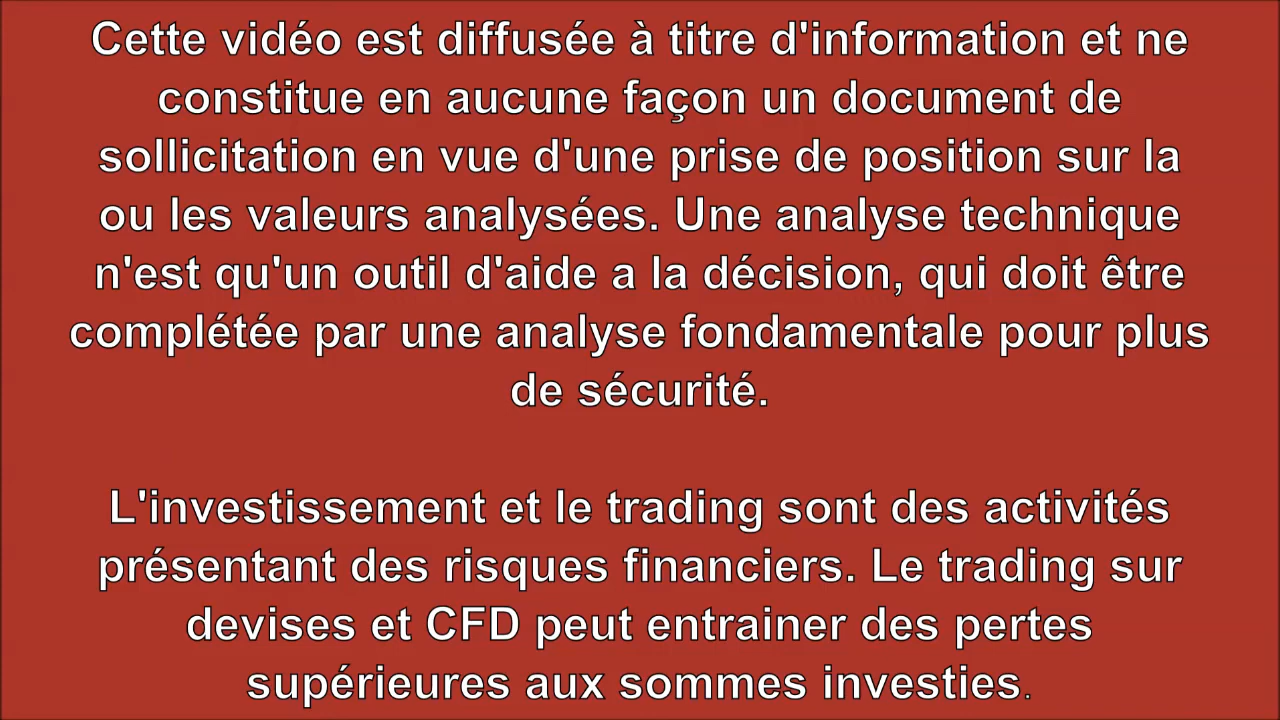 Cette vidéo est diffusée à titre d'information et ne
constitue en aucune façon un document de
sollicitation en vue d'une prise de position sur la
ou les valeurs analysées. Une analyse technique
n'est qu'un outil d'aide a la décision, qui doit être
complétée par une analyse fondamentale pour plus
de sécurité.
L'investissement et le trading sont des activités
présentant des risques financiers. Le trading sur
devises et CFD peut entrainer des pertes
supérieures aux sommes investies.